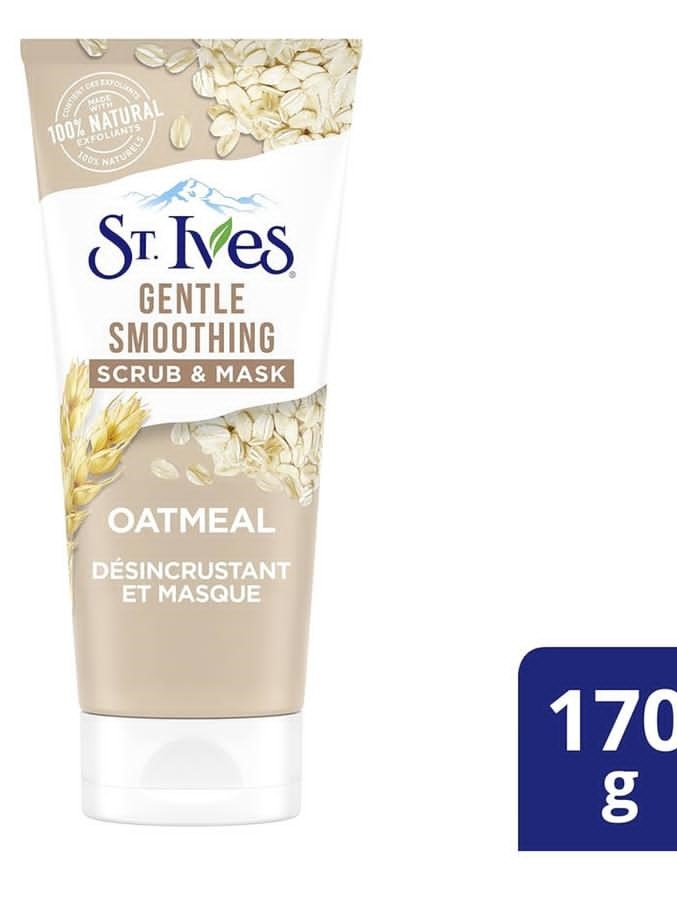 CONTIENT DES EXFOLIANTS
MADE
WITH
100% NATURAL
EXFOLIANTS
100% NATURELS
ST. Ives®
GENTLE
SMOOTHING
SCRUB & MASK
OATMEAL
DÉSINCRUSTANT
ET MASQUE
170
g